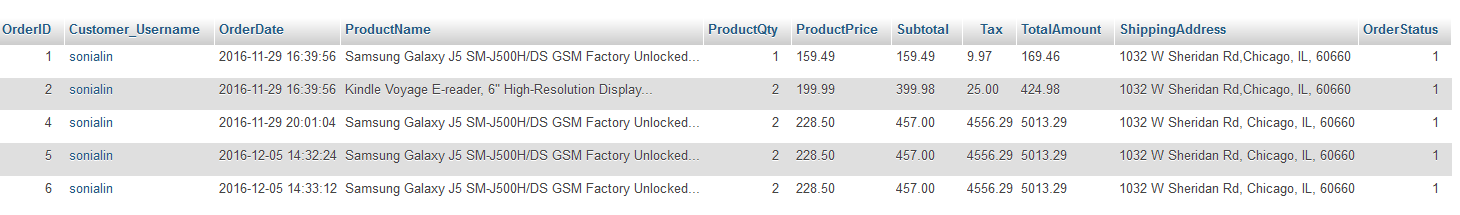 OrderID Customer_Username OrderDate ProductName ProductQty ProductPrice Subtotal Tax TotalAmount ShippingAddress OrderStatus
1 sonialin 2016-11-29 16:39:56 Samsung Galaxy J5 SM-J500H/DS GSM Factory Unlocked... 1 159.49 159.49 9.97 169.46 1032 W Sheridan Rd,Chicago, IL, 60660 1
2 sonialin 2016-11-29 16:39:56 Kindle Voyage E-reader, 6" High-Resolution Display... 2 199.99 399.98 25.00 424.98 1032 W Sheridan Rd,Chicago, IL, 60660 1
4 sonialin 2016-11-29 20:01:04 Samsung Galaxy J5 SM-J500H/DS GSM Factory Unlocked... 2 228.50 457.00 4556.29 5013.29 1032 W Sheridan Rd, Chicago, IL, 60660 1
5 sonialin 2016-12-05 14:32:24 Samsung Galaxy J5 SM-J500H/DS GSM Factory Unlocked... 2 228.50 457.00 4556.29 5013.29 1032 W Sheridan Rd, Chicago, IL, 60660 1
6 sonialin 2016-12-05 14:33:12 Samsung Galaxy J5 SM-J500H/DS GSM Factory Unlocked... 2 228.50 457.00 4556.29 5013.29 1032 W Sheridan Rd, Chicago, IL, 60660 1